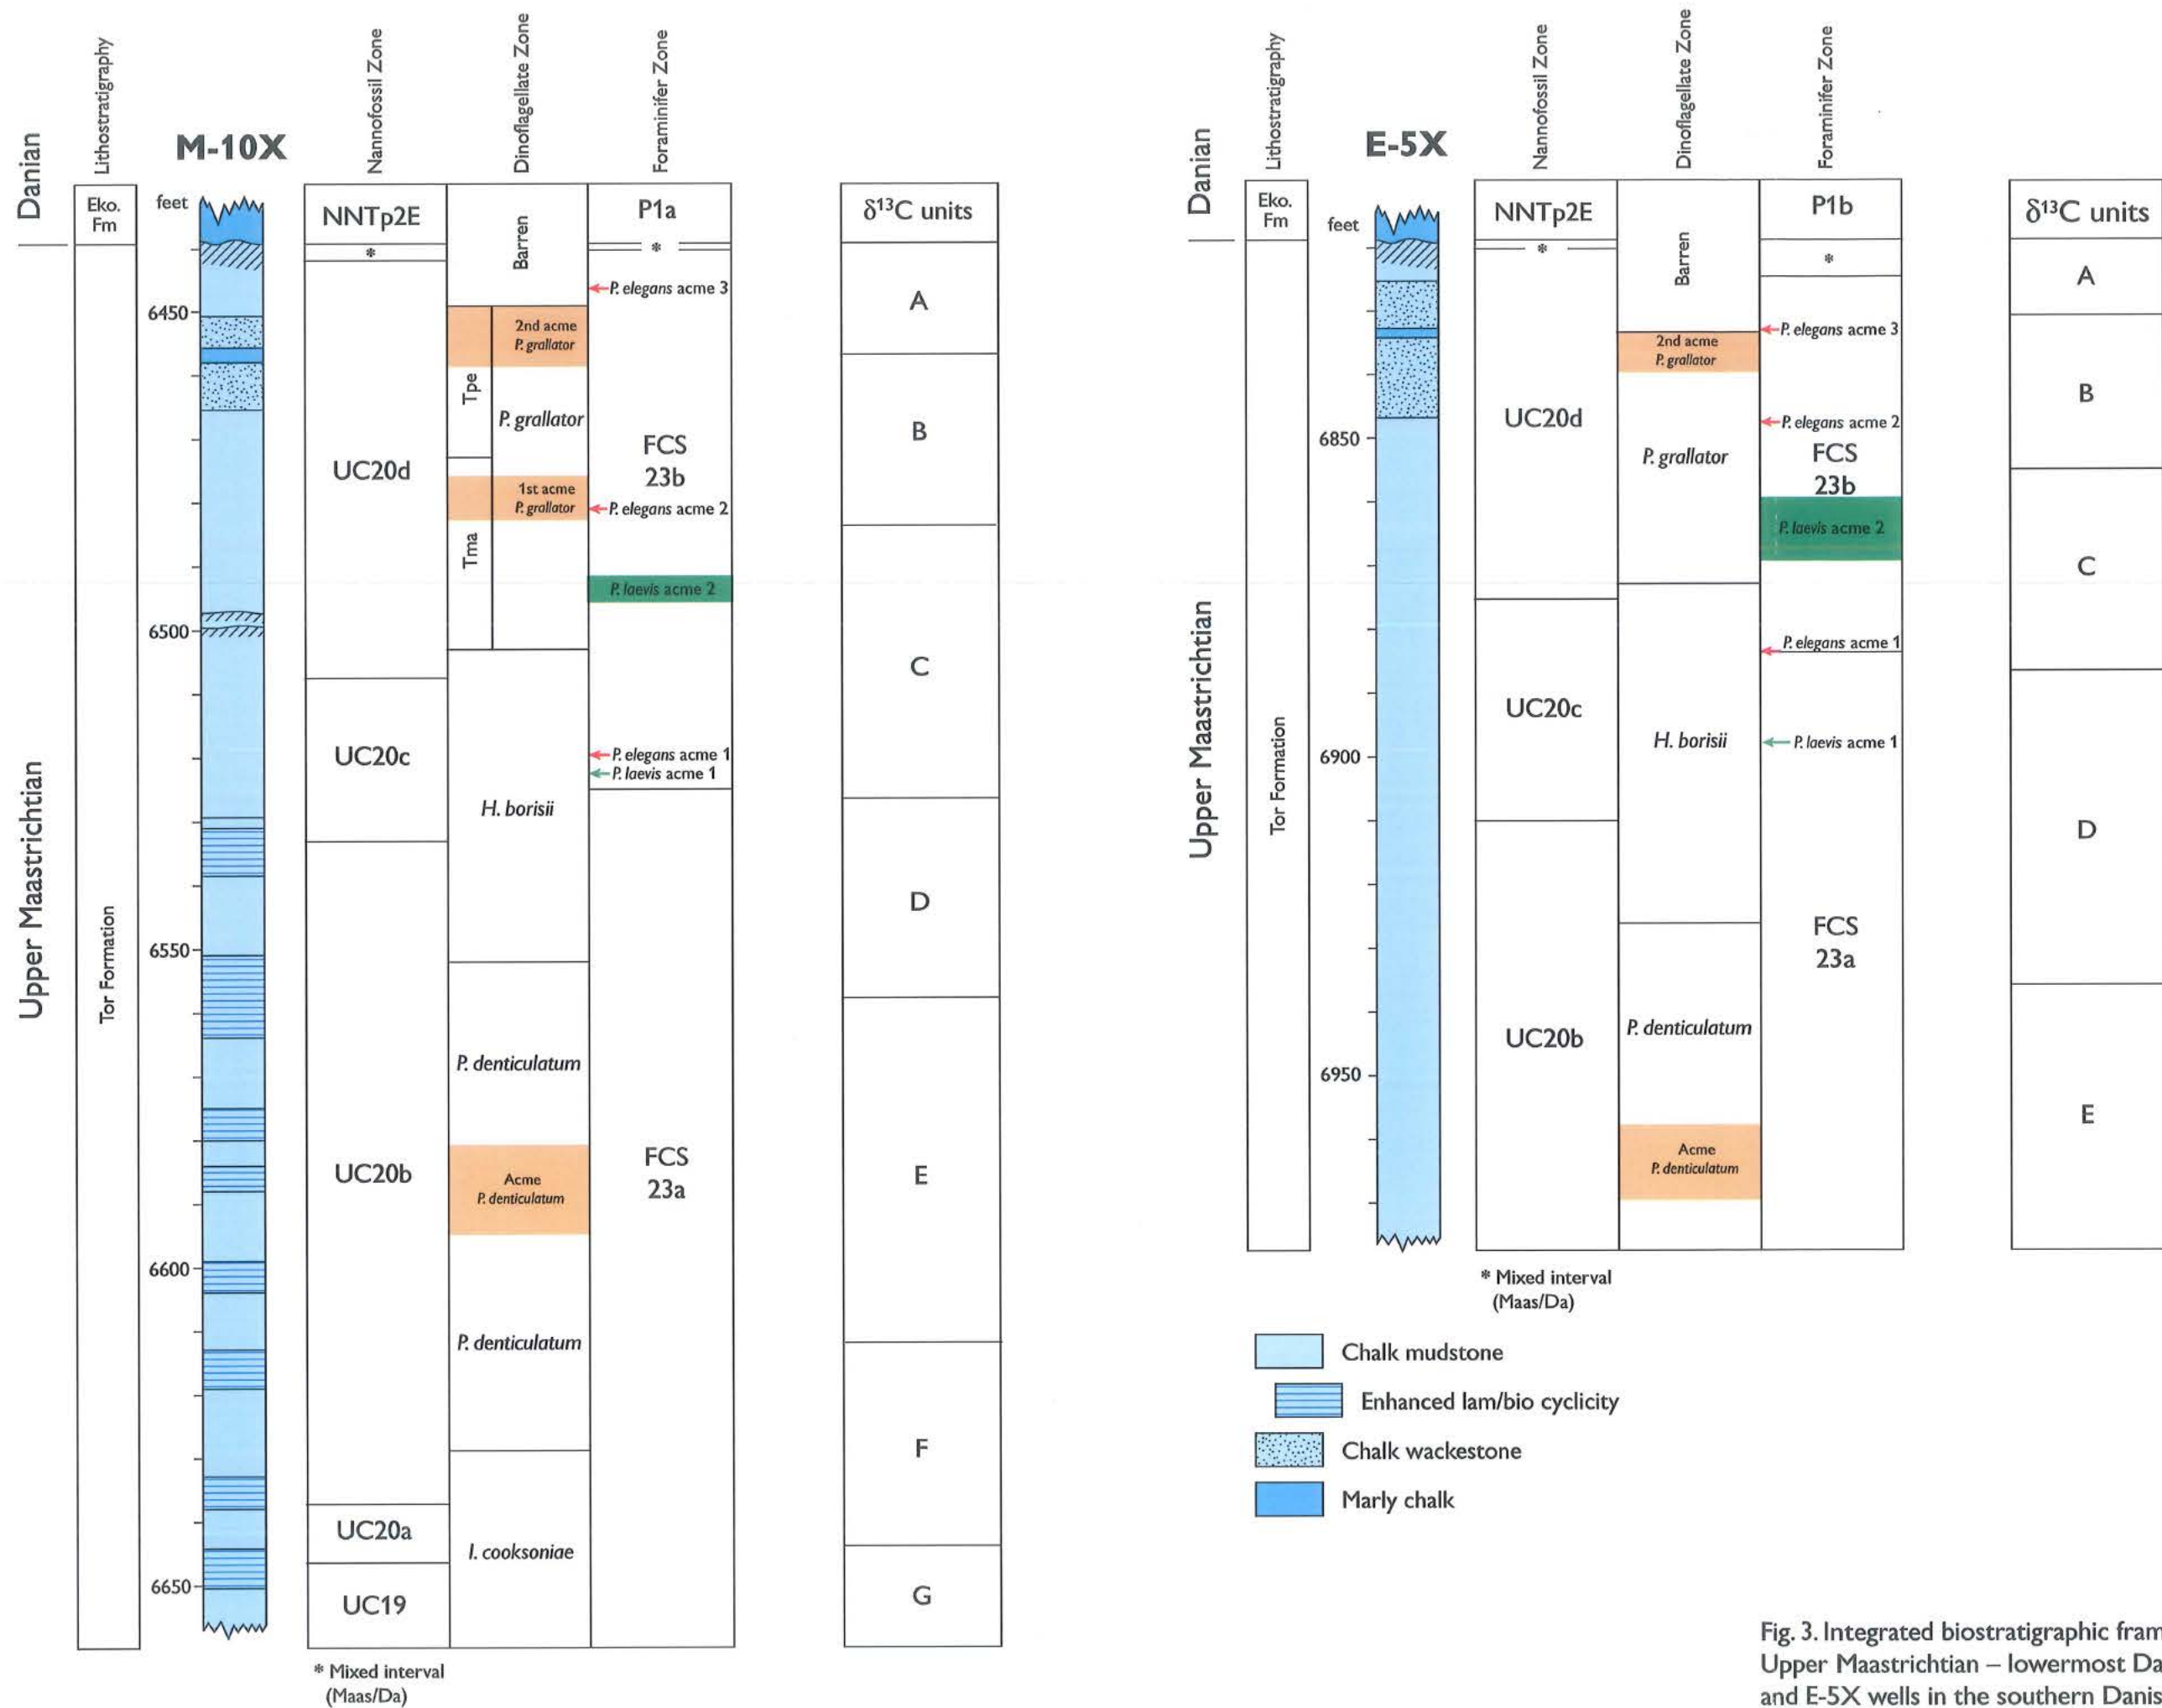 Danian
Lithostratigraphy
M-10X
Nannofossil Zone
Dinoflagellate Zone
Foraminifer Zone
Eko.
Fm
feet
NNTp2E
Barren
P1a
δ13C units
*
*
P. elegans acme 3
A
6450
2nd acme
P. grallator
Tpe
P. grallator
B
FCS
23b
UC20d
1st acme
P. grallator
P. elegans acme 2
Tma
P. laevis acme 2
6500
C
UC20c
P. elegans acme 1
P. laevis acme 1
H. borisii
Upper Maastrichtian
Tor Formation
D
6550
P. denticulatum
UC20b
FCS
23a
Acme
P. denticulatum
E
6600
P. denticulatum
F
UC20a
I. cooksoniae
6650
UC19
G
* Mixed interval
(Maas/Da)
Danian
Lithostratigraphy
E-5X
Nannofossil Zone
Dinoflagellate Zone
Foraminifer Zone
Eko.
Fm
feet
NNTp2E
Barren
P1b
δ13C units
*
*
A
P. elegans acme 3
2nd acme
P. grallator
B
UC20d
P. elegans acme 2
6850
P. grallator
FCS
23b
P. laevis acme 2
C
P. elegans acme 1
UC20c
Upper Maastrichtian
Tor Formation
H. borisii
P. laevis acme 1
6900
D
FCS
23a
P. denticulatum
UC20b
6950
E
Acme
P. denticulatum
* Mixed interval
(Maas/Da)
Chalk mudstone
Enhanced lam/bio cyclicity
Chalk wackestone
Marly chalk
Fig. 3. Integrated biostratigraphic fram
Upper Maastrichtian – lowermost Da
and E-5X wells in the southern Danis